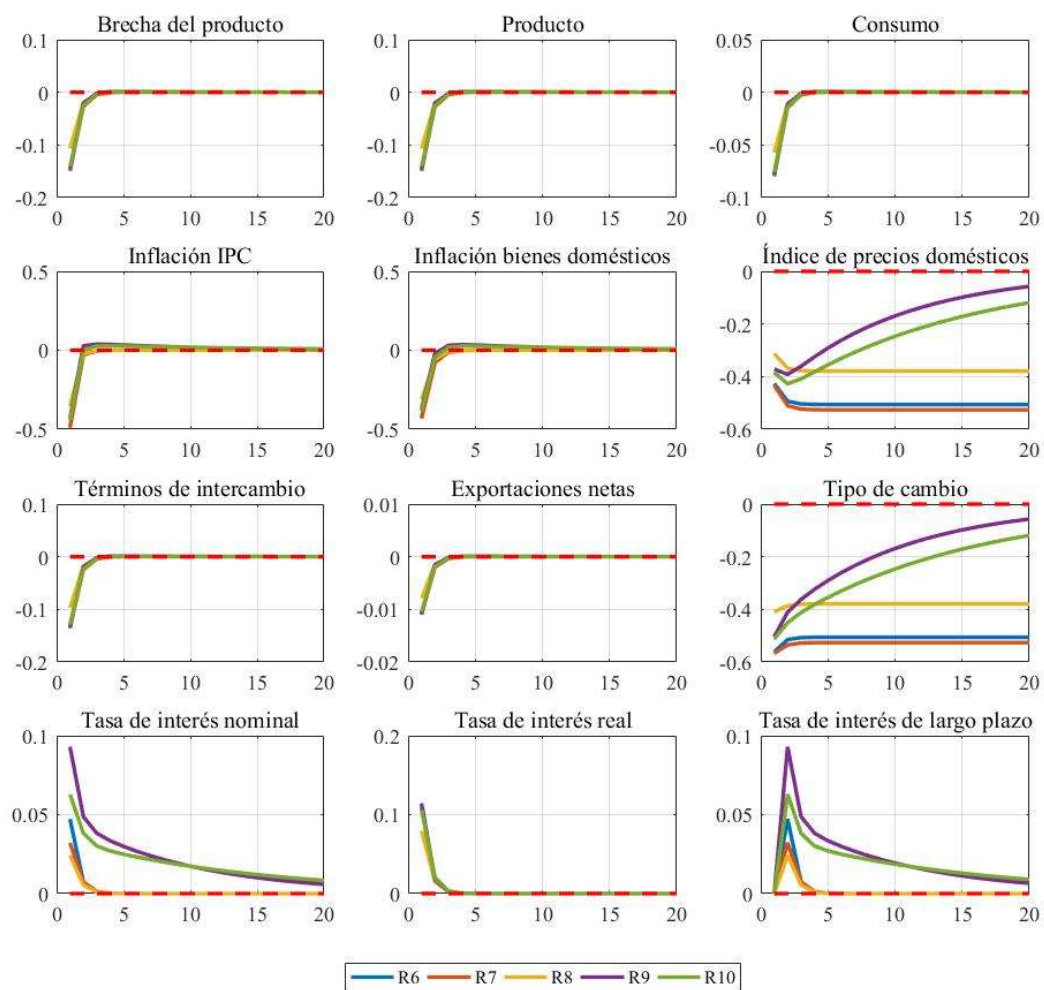 Brecha del producto
0.1
0
-0.1
-0.2
0 5 10 15 20
Producto
0.1
0
-0.1
-0.2
0 5 10 15 20
Consumo
0.05
0
-0.05
-0.1
0 5 10 15 20
Inflación IPC
0.5
0
-0.5
0 5 10 15 20
Inflación bienes domésticos
0.5
0
-0.5
0 5 10 15 20
Índice de precios domésticos
0
-0.2
-0.4
-0.6
0 5 10 15 20
Términos de intercambio
0.1
0
-0.1
-0.2
0 5 10 15 20
Exportaciones netas
0.01
0
-0.01
-0.02
0 5 10 15 20
Tipo de cambio
0
-0.2
-0.4
-0.6
0 5 10 15 20
Tasa de interés nominal
0.1
0.05
0
0 5 10 15 20
Tasa de interés real
0.2
0.1
0
0 5 10 15 20
Tasa de interés de largo plazo
0.1
0.05
0
0 5 10 15 20
R6 R7 R8 R9 R10